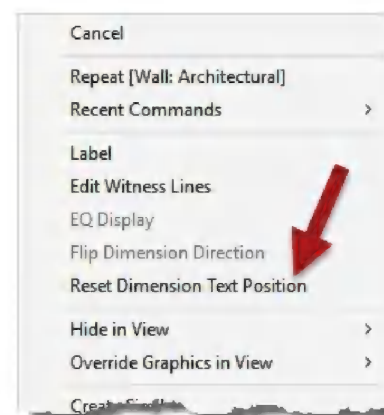 Cancel
Repeat [Wall: Architectural]
Recent Commands >
Label
Edit Witness Lines
EQ Display
Flip Dimension Direction
Reset Dimension Text Position
Hide in View >
Override Graphics in View >